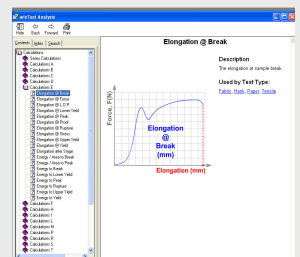 winTest Analysis
Hide Back Forward Print
Contents Index Search
Calculations
Series Calculations
Calculations A
Calculations B
Calculations C
Calculations D
Calculations E
Elongation @ Break
Elongation @ Force
Elongation @ L.O.P.
Elongation @ Lower Yield
Elongation @ Peak
Elongation @ Proof
Elongation @ Rupture
Elongation @ Stress
Elongation @ Upper Yield
Elongation @ Yield
Elongation after Stage
Energy / Area to Break
Energy / Area to Peak
Energy to Break
Energy to Lower Yield
Energy to Peak
Energy to Rupture
Energy to Upper Yield
Energy to Yield
Calculations F
Calculations G
Calculations I
Calculations L
Calculations M
Calculations P
Calculations R
Calculations S
Calculations T
Elongation @ Break
Description
The elongation at sample break.
Used by Test Type:
Fabric, Hank, Paper, Tensile
Force, F(N)
Elongation
@
Break
(mm)
Elongation (mm)